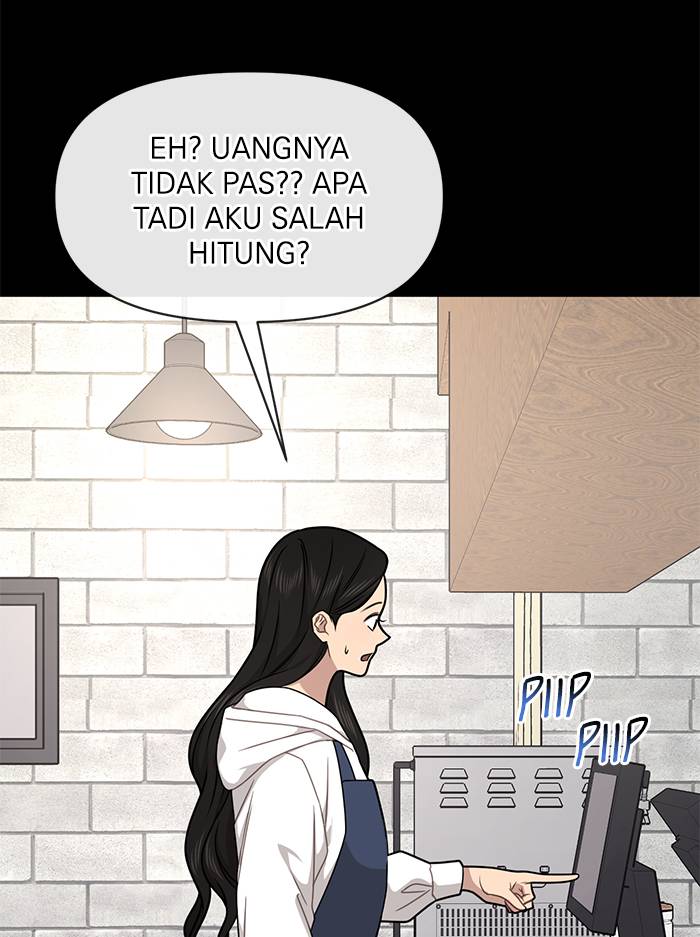 EH? UANGNYA
TIDAK PAS?? APA
TADI AKU SALAH
HITUNG?
PIIP
PIIP